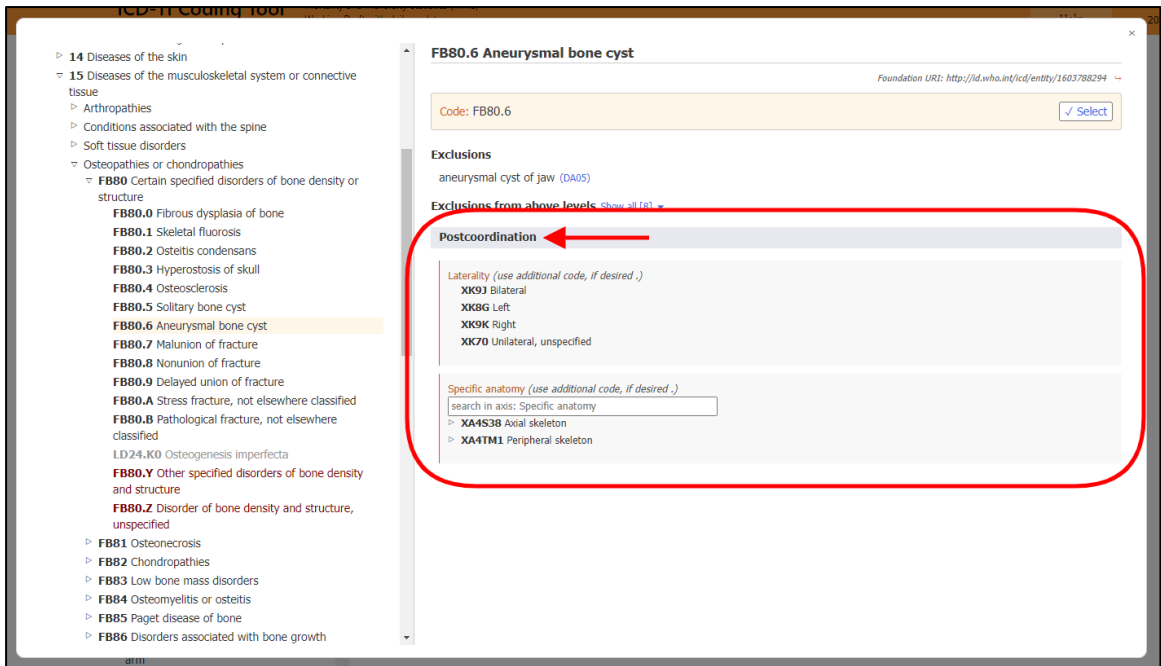 ICD-11 Coding Tool
Help
20
×
14 Diseases of the skin
15 Diseases of the musculoskeletal system or connective
tissue
Arthropathies
Conditions associated with the spine
Soft tissue disorders
Osteopathies or chondropathies
FB80 Certain specified disorders of bone density or
structure
FB80.0 Fibrous dysplasia of bone
FB80.1 Skeletal fluorosis
FB80.2 Osteitis condensans
FB80.3 Hyperostosis of skull
FB80.4 Osteosclerosis
FB80.5 Solitary bone cyst
FB80.6 Aneurysmal bone cyst
FB80.7 Malunion of fracture
FB80.8 Nonunion of fracture
FB80.9 Delayed union of fracture
FB80.A Stress fracture, not elsewhere classified
FB80.B Pathological fracture, not elsewhere
classified
LD24.K0 Osteogenesis imperfecta
FB80.Y Other specified disorders of bone density
and structure
FB80.Z Disorder of bone density and structure,
unspecified
FB81 Osteonecrosis
FB82 Chondropathies
FB83 Low bone mass disorders
FB84 Osteomyelitis or osteitis
FB85 Paget disease of bone
FB86 Disorders associated with bone growth
arm
FB80.6 Aneurysmal bone cyst
Foundation URI: http://id.who.int/icd/entity/1603788294
Code: FB80.6
✓ Select
Exclusions
aneurysmal cyst of jaw (DA05)
Exclusions from above levels Show all [8]
Postcoordination
Laterality (use additional code, if desired .)
XK9J Bilateral
XK8G Left
XK9K Right
XK70 Unilateral, unspecified
Specific anatomy (use additional code, if desired .)
search in axis: Specific anatomy
XA4S38 Axial skeleton
XA4TM1 Peripheral skeleton